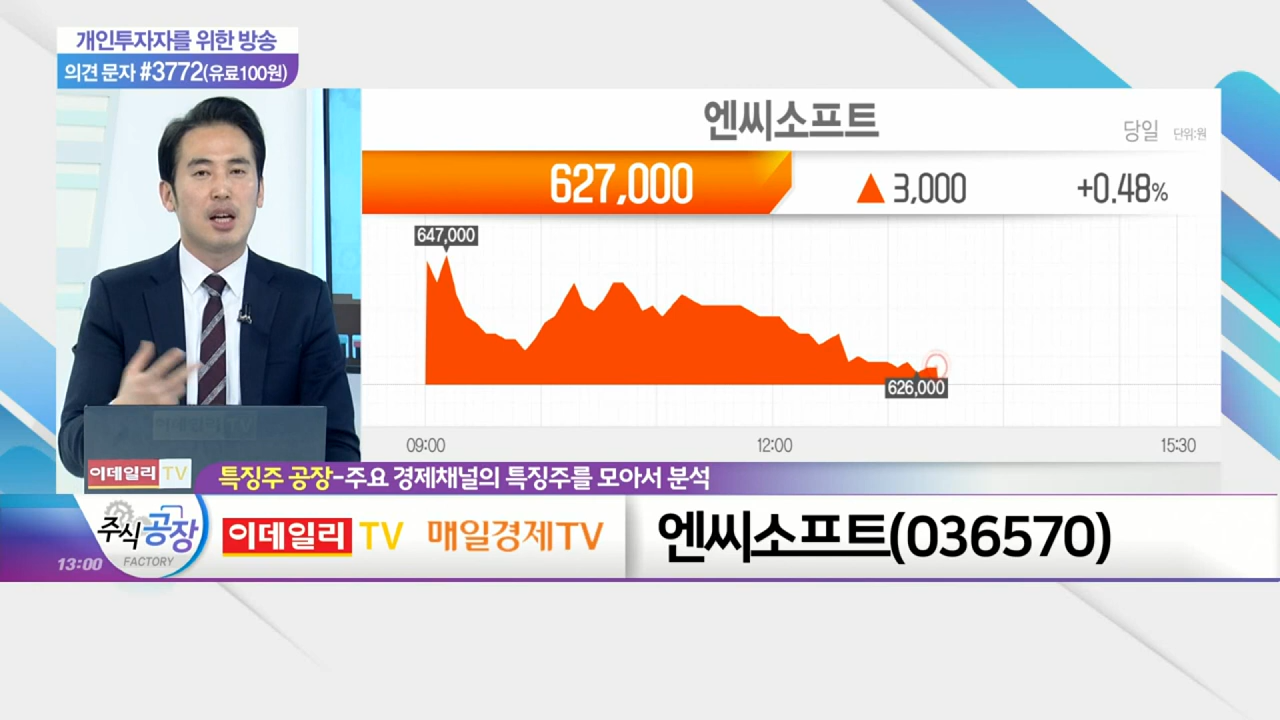 개인투자자를 위한 방송
의견 문자 #3772(유료100원)
엔씨소프트
당일 단위:원
627,000 ▲ 3,000 +0.48%
647,000
626,000
09:00 12:00 15:30
이데일리TV
이데일리 TV
특징주 공장-주요 경제채널의 특징주를 모아서 분석
주식공장
FACTORY
13:00
이데일리 TV 매일경제TV
엔씨소프트(036570)